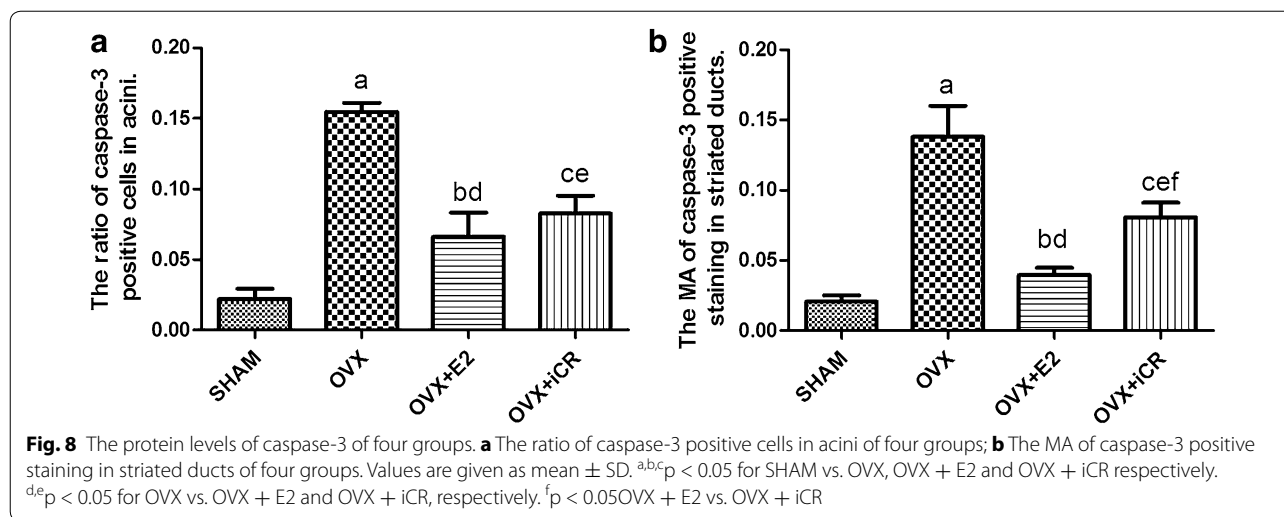 a
The ratio of caspase-3
positive cells in acini.
0.20
0.15
0.10
0.05
0.00
a
bd
ce
SHAM
OVX
OVX+E2
OVX+iCR
b
The MA of caspase-3 positive
staining in striated ducts.
0.20
0.15
0.10
0.05
0.00
a
bd
cef
SHAM
OVX
OVX+E2
OVX+iCR
Fig. 8 The protein levels of caspase-3 of four groups. a The ratio of caspase-3 positive cells in acini of four groups; b The MA of caspase-3 positive
staining in striated ducts of four groups. Values are given as mean ± SD. a,b,cp < 0.05 for SHAM vs. OVX, OVX + E2 and OVX + iCR respectively.
d,ep < 0.05 for OVX vs. OVX + E2 and OVX + iCR, respectively. fp < 0.05OVX + E2 vs. OVX + iCR